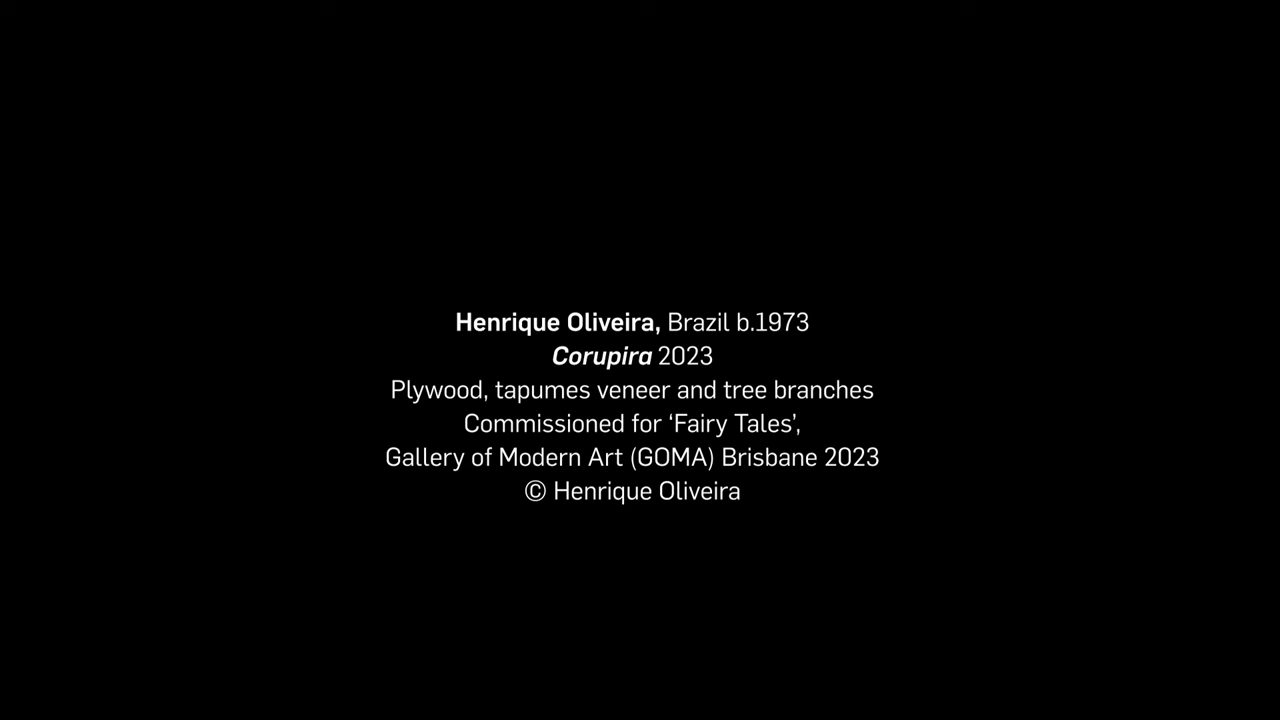 Henrique Oliveira, Brazil b.1973
Corupira 2023
Plywood, tapumes veneer and tree branches
Commissioned for ‘Fairy Tales’,
Gallery of Modern Art (GOMA) Brisbane 2023
© Henrique Oliveira